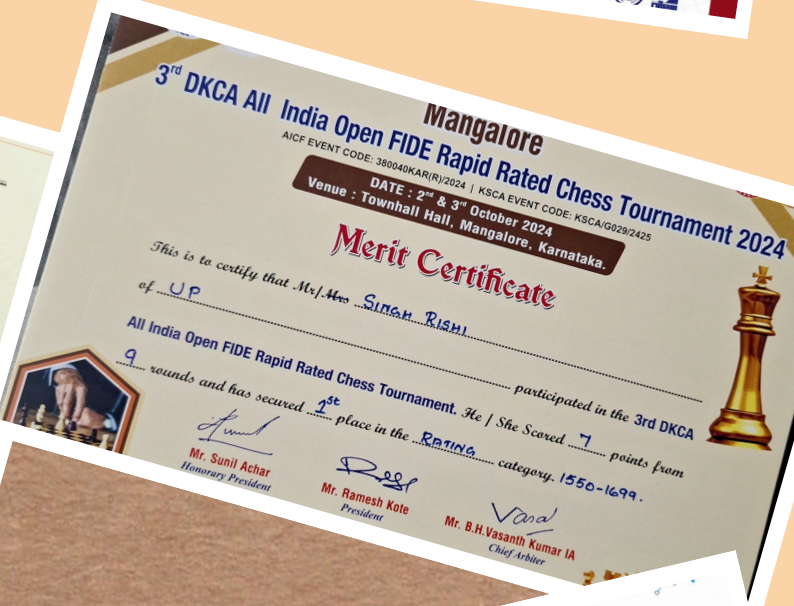 Mangalore
3rd DKCA All India Open FIDE Rapid Rated Chess Tournament 2024
AICF EVENT CODE: 380040KAR(R)/2024 | KSCA EVENT CODE: KSCA/G029/2425
DATE : 2nd & 3rd October 2024
Venue : Townhall Hall, Mangalore, Karnataka.
Merit Certificate
This is to certify that Mr/Mrs SINGH RISHI
of UP
participated in the 3rd DKCA
All India Open FIDE Rapid Rated Chess Tournament. He / She Scored 7 points from
9 rounds and has secured 1st place in the RATING category. 1550-1699.
Mr. Sunil Achar
Honorary President
Mr. Ramesh Kote
President
Mr. B.H.Vasanth Kumar IA
Chief Arbiter